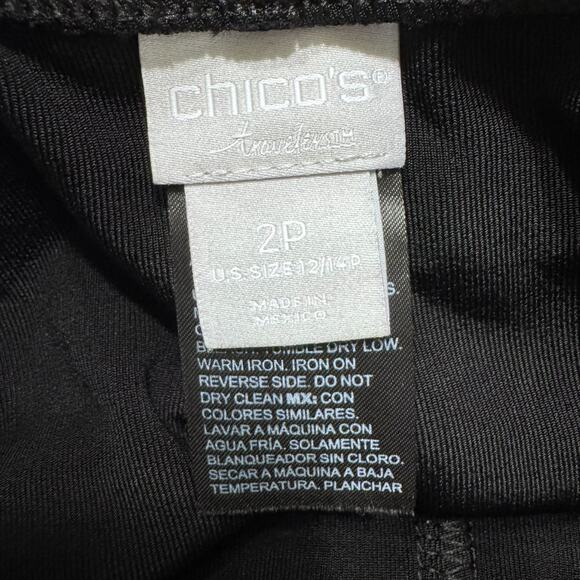 chico's®
travelers™
2P
U.S. SIZE 12/14P
MADE IN
MEXICO
TUMBLE DRY LOW.
WARM IRON. IRON ON
REVERSE SIDE. DO NOT
DRY CLEAN MX: CON
COLORES SIMILARES.
LAVAR A MÁQUINA CON
AGUA FRÍA. SOLAMENTE
BLANQUEADOR SIN CLORO.
SECAR A MÁQUINA A BAJA
TEMPERATURA. PLANCHAR